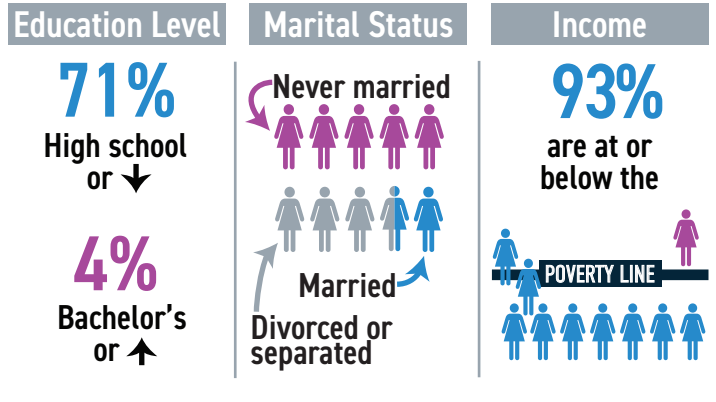 Education Level
71%
High school
or
4%
Bachelor's
or
Marital Status
Never married
Married
Divorced or
separated
Income
93%
are at or
below the
POVERTY LINE